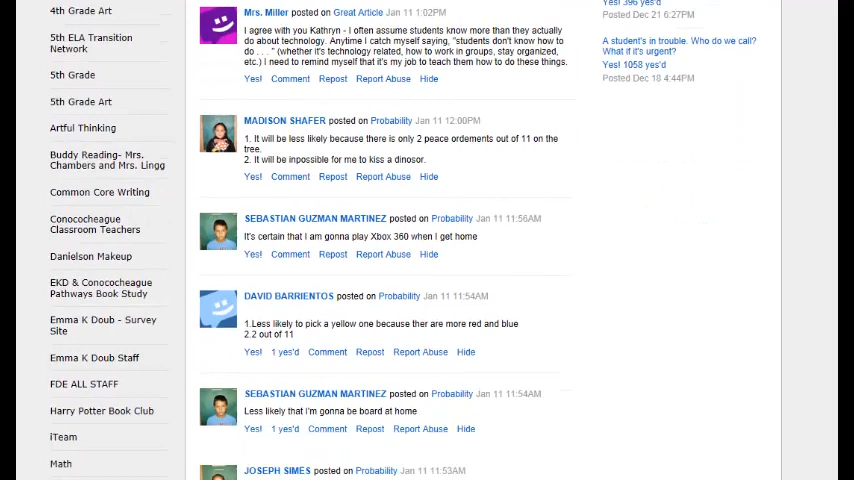 4th Grade Art
5th ELA Transition
Network
5th Grade
5th Grade Art
Artful Thinking
Buddy Reading- Mrs.
Chambers and Mrs. Lingg
Common Core Writing
Conococheague
Classroom Teachers
Danielson Makeup
EKD & Conococheague
Pathways Book Study
Emma K Doub - Survey
Site
Emma K Doub Staff
FDE ALL STAFF
Harry Potter Book Club
iTeam
Math
Mrs. Miller posted on Great Article Jan 11 1:02PM
I agree with you Kathryn - I often assume students know more than they actually
do about technology. Anytime I catch myself saying, "students don't know how to
do . . ." (whether it's technology related, how to work in groups, stay organized,
etc.) I need to remind myself that it's my job to teach them how to do these things.
Yes! Comment Repost Report Abuse Hide
MADISON SHAFER posted on Probability Jan 11 12:00PM
1. It will be less likely because there is only 2 peace ordements out of 11 on the
tree.
2. It will be inpossible for me to kiss a dinosor.
Yes! Comment Repost Report Abuse Hide
SEBASTIAN GUZMAN MARTINEZ posted on Probability Jan 11 11:56AM
It's certain that I am gonna play Xbox 360 when I get home
Yes! Comment Repost Report Abuse Hide
DAVID BARRIENTOS posted on Probability Jan 11 11:54AM
1.Less likely to pick a yellow one because ther are more red and blue
2.2 out of 11
Yes! 1 yes'd Comment Repost Report Abuse Hide
SEBASTIAN GUZMAN MARTINEZ posted on Probability Jan 11 11:54AM
Less likely that I'm gonna be board at home
Yes! 1 yes'd Comment Repost Report Abuse Hide
JOSEPH SIMES posted on Probability Jan 11 11:53AM
Yes! 396 yes'd
Posted Dec 21 6:27PM
A student's in trouble. Who do we call?
What if it's urgent?
Yes! 1058 yes'd
Posted Dec 18 4:44PM